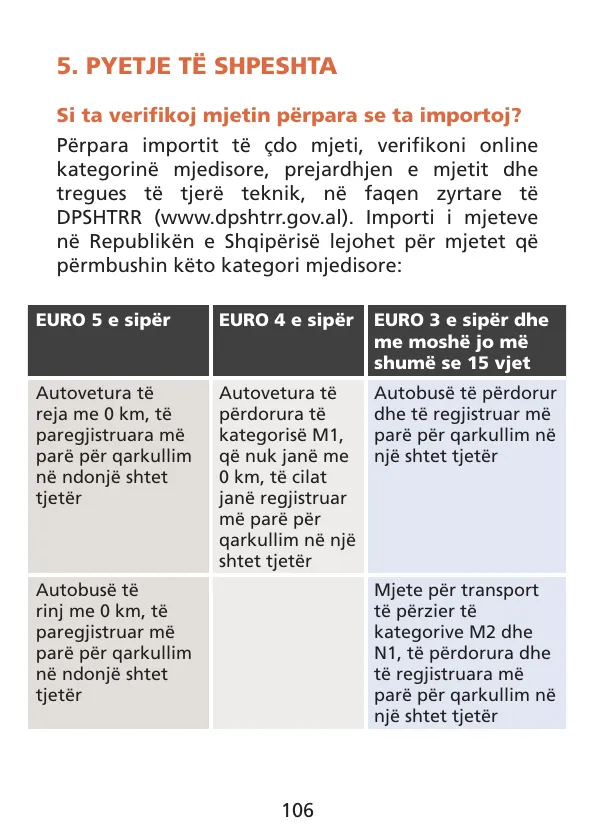 5. PYETJE TË SHPESHTA
Si ta verifikoj mjetin përpara se ta importoj?
Përpara importit të çdo mjeti, verifikoni online
kategorinë mjedisore, prejardhjen e mjetit dhe
tregues të tjerë teknik, në faqen zyrtare të
DPSHTRR (www.dpshtrr.gov.al). Importi i mjeteve
në Republikën e Shqipërisë lejohet për mjetet që
përmbushin këto kategori mjedisore:
EURO 5 e sipër
EURO 4 e sipër
EURO 3 e sipër dhe
me moshë jo më
shumë se 15 vjet
Autovetura të
reja me 0 km, të
paregjistruara më
parë për qarkullim
në ndonjë shtet
tjetër
Autovetura të
përdorura të
kategorisë M1,
që nuk janë me
0 km, të cilat
janë regjistruar
më parë për
qarkullim në një
shtet tjetër
Autobusë të përdorur
dhe të regjistruar më
parë për qarkullim në
një shtet tjetër
Autobusë të
rinj me 0 km, të
paregjistruar më
parë për qarkullim
në ndonjë shtet
tjetër
Mjete për transport
të përzier të
kategorive M2 dhe
N1, të përdorura dhe
të regjistruara më
parë për qarkullim në
një shtet tjetër
106